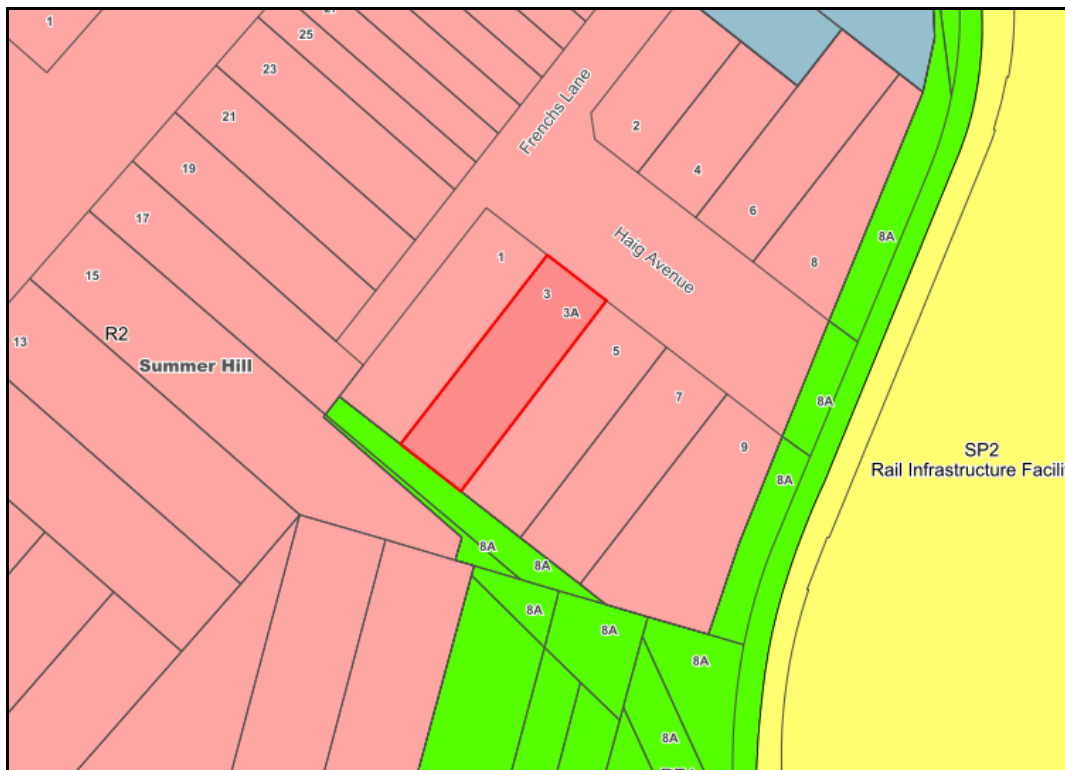 1
25
23
21
19
17
15
13
R2
Summer Hill
Frenchs Lane
2
4
6
8
8A
Haig Avenue
1
3
3A
5
7
9
8A
8A
SP2
Rail Infrastructure Facili
8A
8A
8A
8A
8A
8A